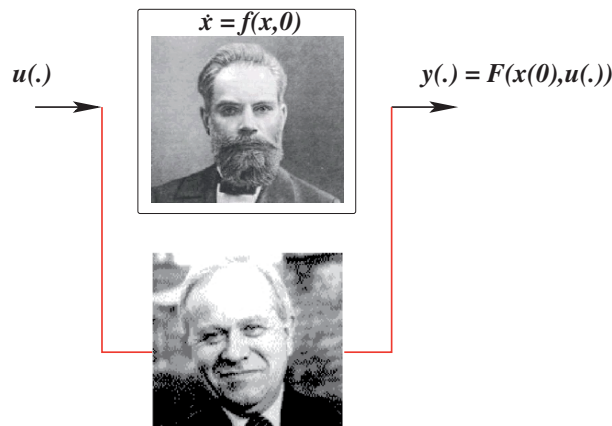 ẋ = f(x,0)
u(.)
y(.) = F(x(0),u(.))